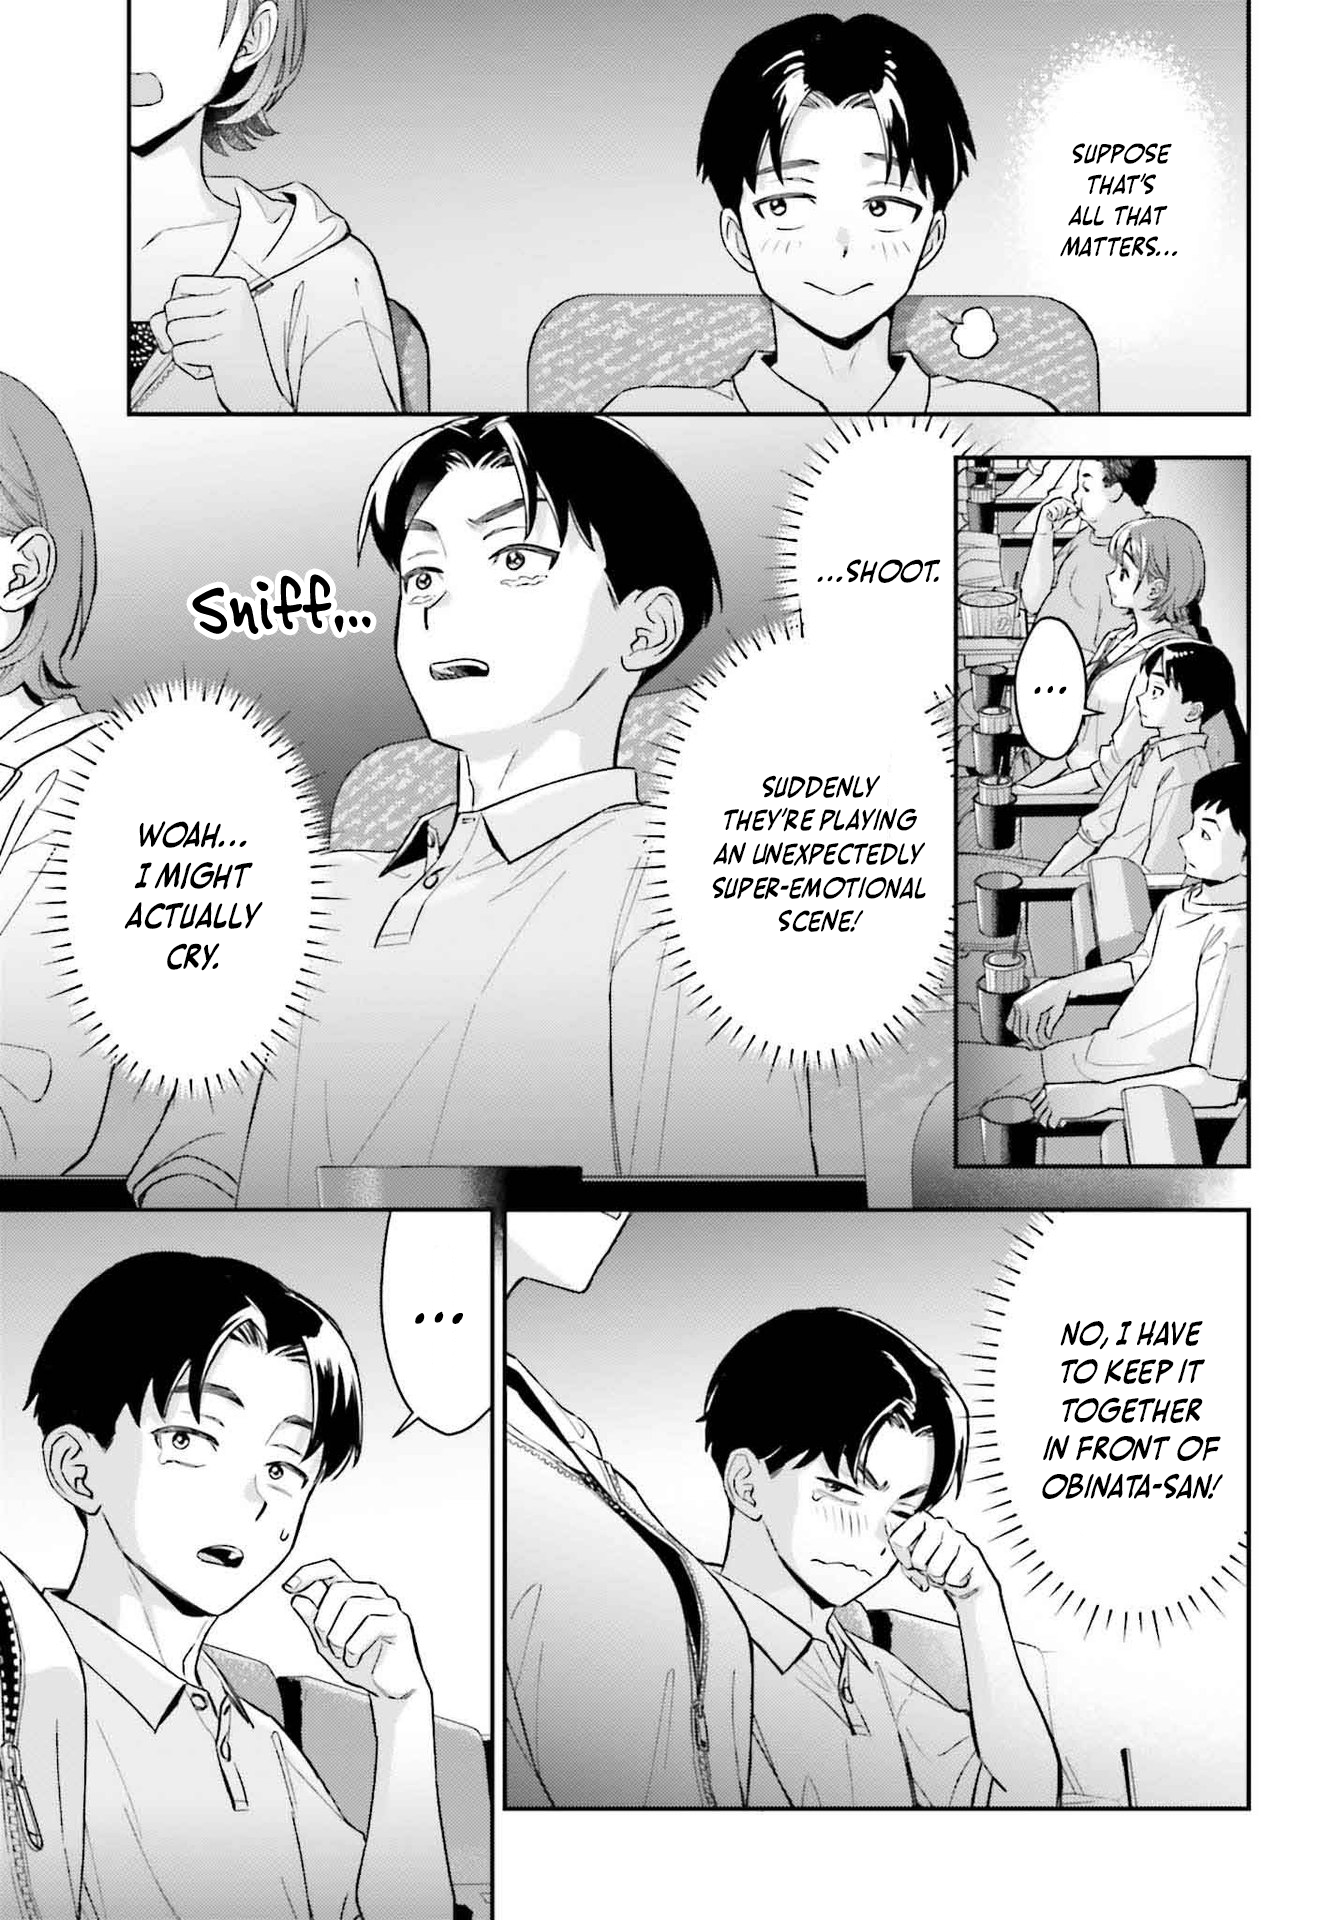 SUPPOSE
THAT'S
ALL THAT
MATTERS...
...
...SHOOT.
SUDDENLY
THEY'RE PLAYING
AN UNEXPECTEDLY
SUPER-EMOTIONAL
SCENE!
Sniff...
WOAH...
I MIGHT
ACTUALLY
CRY.
NO, I HAVE
TO KEEP IT
TOGETHER
IN FRONT OF
OBINATA-SAN!
...